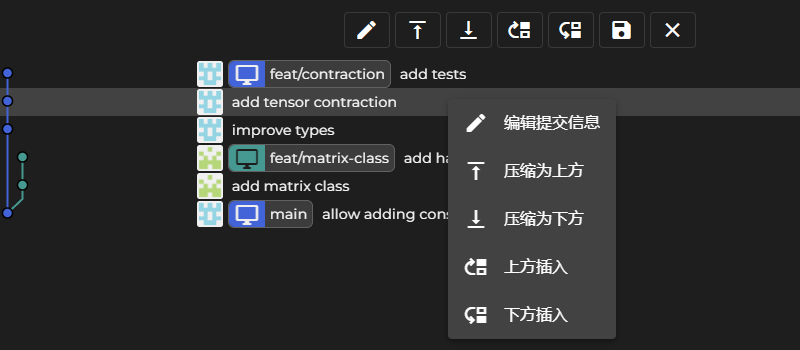 feat/contraction add tests
add tensor contraction
improve types
feat/matrix-class add ha
add matrix class
main allow adding cons
编辑提交信息
压缩为上方
压缩为下方
上方插入
下方插入